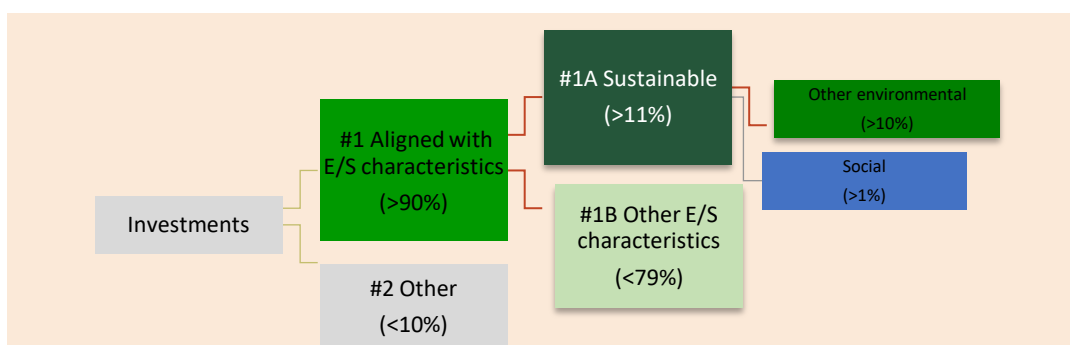 Investments
#1 Aligned with
E/S characteristics
(>90%)
#2 Other
(<10%)
#1A Sustainable
(>11%)
#1B Other E/S
characteristics
(<79%)
Other environmental
(>10%)
Social
(>1%)